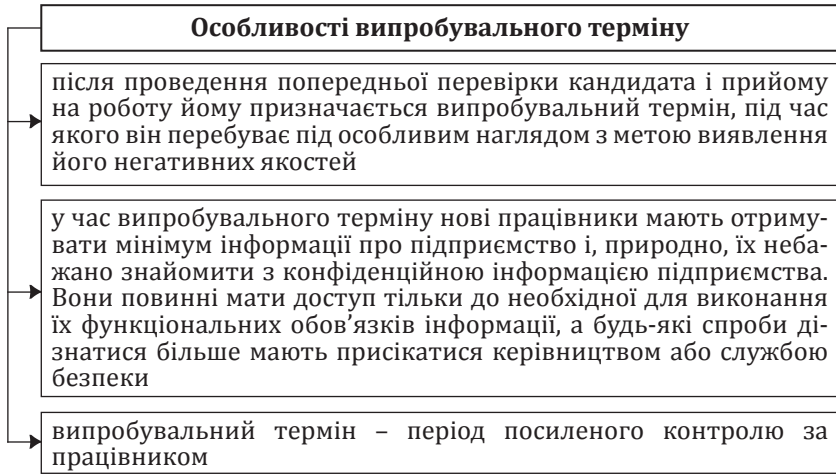 Особливості випробувального терміну
після проведення попередньої перевірки кандидата і прийому
на роботу йому призначається випробувальний термін, під час
якого він перебуває під особливим наглядом з метою виявлення
його негативних якостей
у час випробувального терміну нові працівники мають отриму-
вати мінімум інформації про підприємство і, природно, їх неба-
жано знайомити з конфіденційною інформацією підприємства.
Вони повинні мати доступ тільки до необхідної для виконання
їх функціональних обов’язків інформації, а будь-які спроби ді-
знатися більше мають присікатися керівництвом або службою
безпеки
випробувальний термін – період посиленого контролю за
працівником